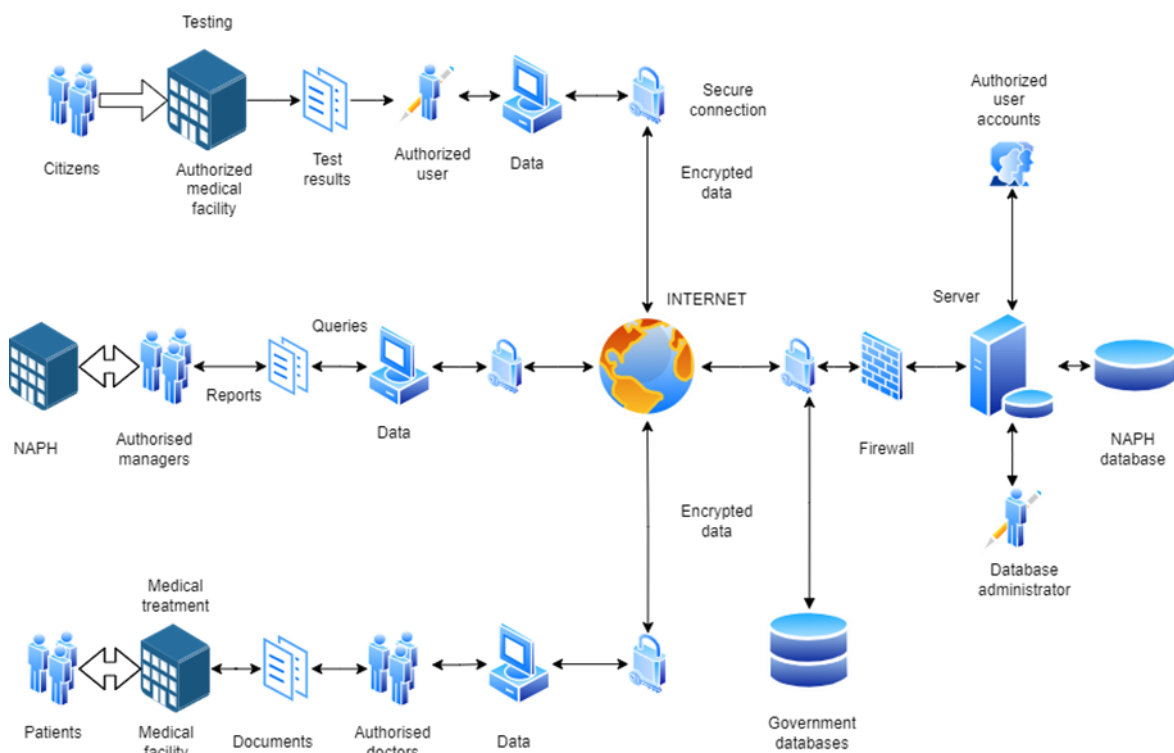 Testing
Citizens
Authorized
medical
facility
Test
results
Authorized
user
Data
Secure
connection
Encrypted
data
Authorized
user
accounts
INTERNET
Server
Queries
Reports
NAPH
Authorised
managers
Data
Firewall
NAPH
database
Encrypted
data
Database
administrator
Medical
treatment
Patients
Medical
facility
Documents
Authorised
doctors
Data
Government
databases